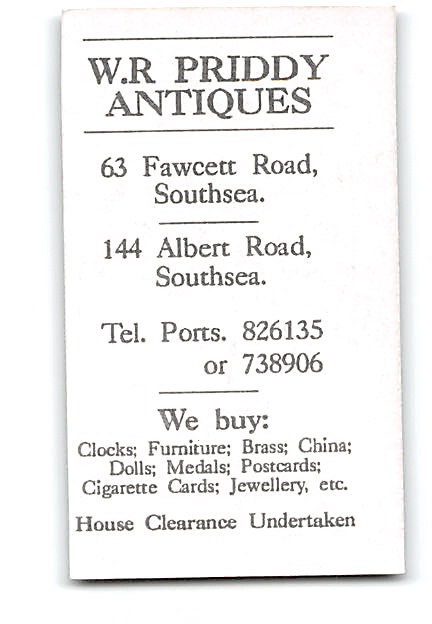 W.R PRIDDY
ANTIQUES
63 Fawcett Road,
Southsea.
144 Albert Road,
Southsea.
Tel. Ports. 826135
or 738906
We buy:
Clocks; Furniture; Brass; China;
Dolls; Medals; Postcards;
Cigarette Cards; Jewellery, etc.
House Clearance Undertaken